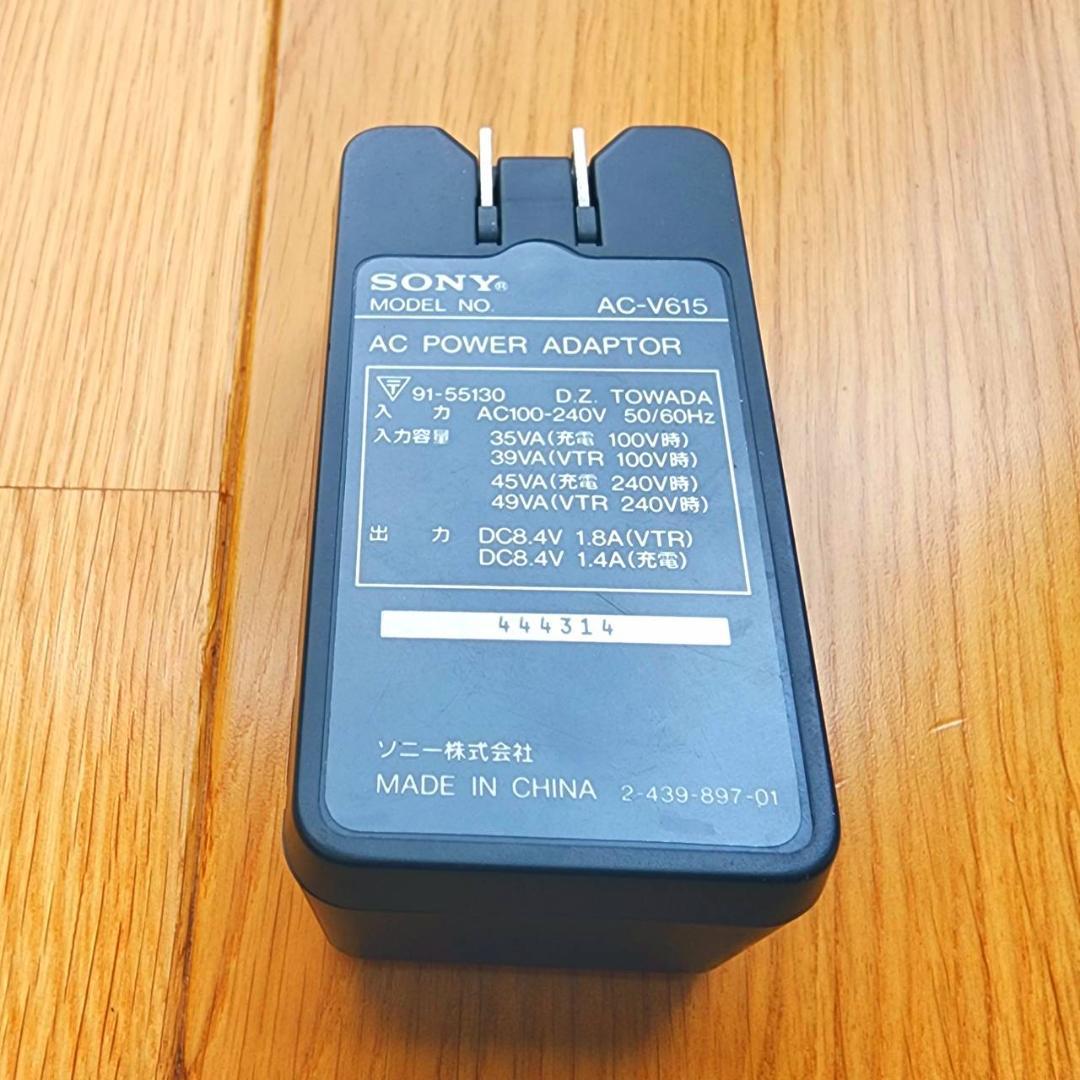 SONY®
MODEL NO. AC-V615
AC POWER ADAPTOR
〒 91-55130 D.Z. TOWADA
入力 AC100-240V 50/60Hz
入力容量 35VA(充電 100V時)
39VA(VTR 100V時)
45VA(充電 240V時)
49VA(VTR 240V時)
出力 DC8.4V 1.8A(VTR)
DC8.4V 1.4A(充電)
444314
ソニー株式会社
MADE IN CHINA 2-439-897-01